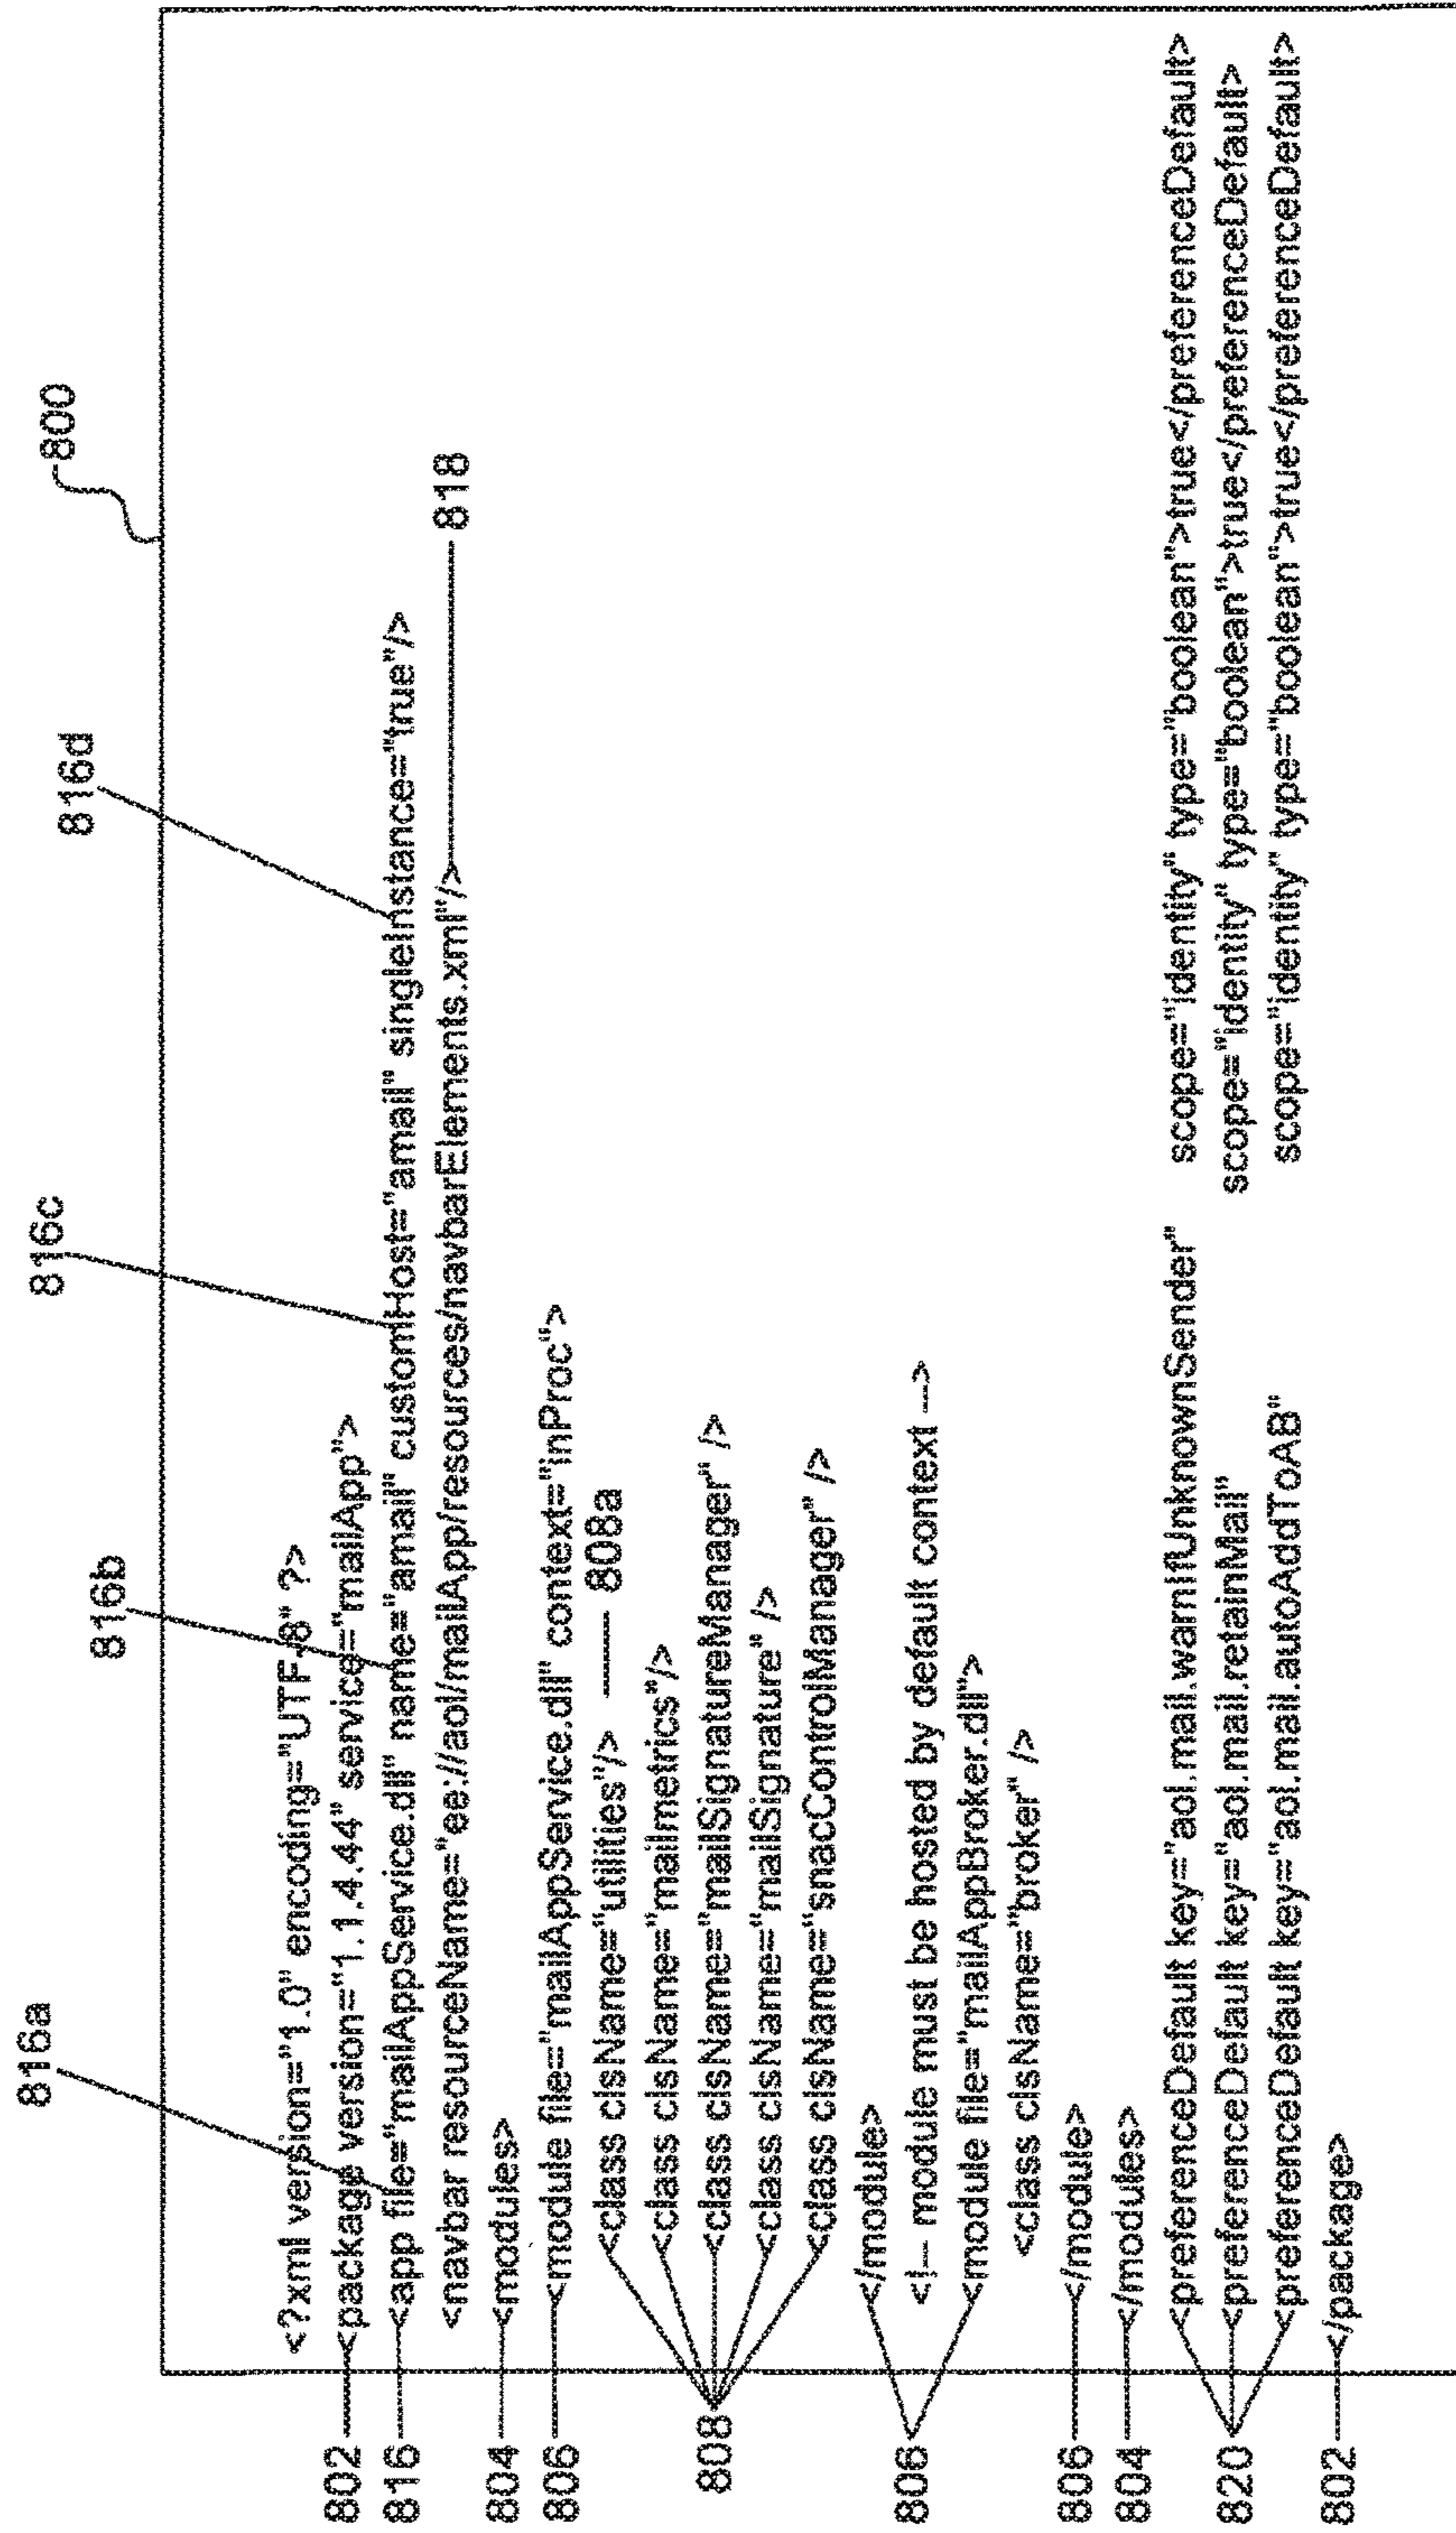 800
816a
816b
816c
816d
<?xml version="1.0" encoding="UTF-8" ?>
802 <package version="1.1.4.44" service="mailApp">
816 <app file="mailAppService.dll" name="amail" customHost="amail" singleInstance="true"/>
<navbar resourceName="ee://aol/mailApp/resources/navbarElements.xml"/> 818
804 <modules>
806 <module file="mailAppService.dll" context="inProc">
<class clsName="utilities"/> 808a
<class clsName="mailmetrics"/>
808 <class clsName="mailSignatureManager" />
<class clsName="mailSignature" />
<class clsName="snacControlManager" />
</module>
806 <!-- module must be hosted by default context -->
<module file="mailAppBroker.dll">
<class clsName="broker" />
806 </module>
804 </modules>
<preferenceDefault key="aol.mail.warnIfUnknownSender" scope="identity" type="boolean">true</preferenceDefault>
820 <preferenceDefault key="aol.mail.retainMail" scope="identity" type="boolean">true</preferenceDefault>
<preferenceDefault key="aol.mail.autoAddToAB" scope="identity" type="boolean">true</preferenceDefault>
802 </package>